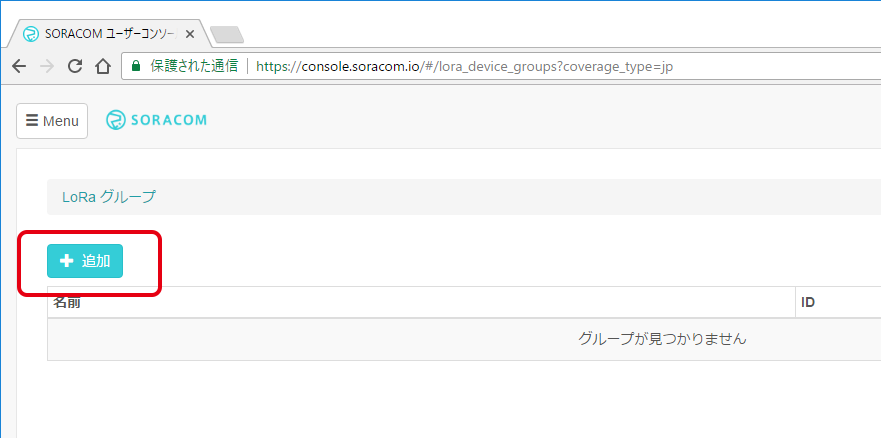 SORACOM ユーザーコンソー
保護された通信 https://console.soracom.io/#/lora_device_groups?coverage_type=jp
Menu SORACOM
LoRa グループ
追加
名前 ID
グループが見つかりません